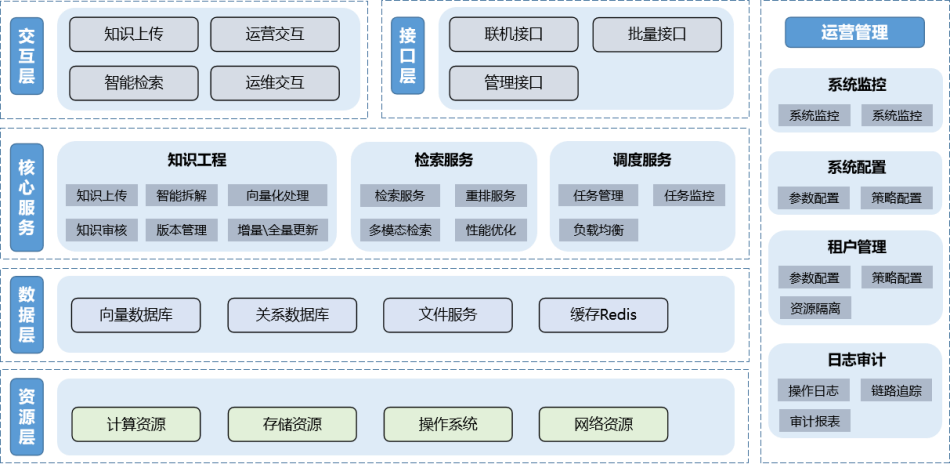 交互层
知识上传
运营交互
智能检索
运维交互
接口层
联机接口
批量接口
管理接口
核心服务
知识工程
知识上传
智能拆解
向量化处理
知识审核
版本管理
增量\全量更新
检索服务
检索服务
重排服务
多模态检索
性能优化
调度服务
任务管理
任务监控
负载均衡
数据层
向量数据库
关系数据库
文件服务
缓存Redis
资源层
计算资源
存储资源
操作系统
网络资源
运营管理
系统监控
系统监控
系统监控
系统配置
参数配置
策略配置
租户管理
参数配置
策略配置
资源隔离
日志审计
操作日志
链路追踪
审计报表